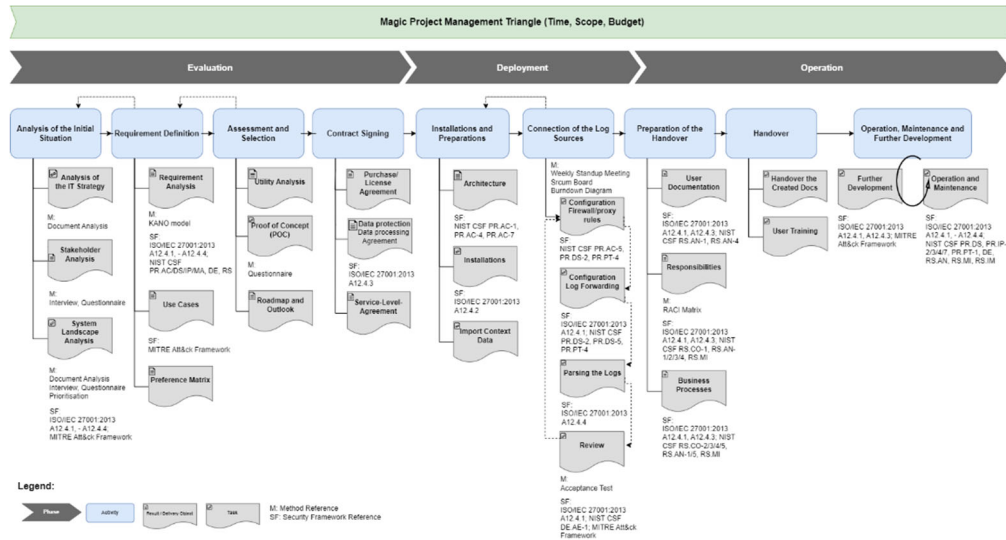 Magic Project Management Triangle (Time, Scope, Budget)
Evaluation
Deployment
Operation
Analysis of the Initial
Situation
Requirement Definition
Assessment and
Selection
Contract Signing
Installations and
Preparations
Connection of the Log
Sources
Preparation of the
Handover
Handover
Operation, Maintenance and
Further Development
Analysis of
the IT Strategy
M:
Document Analysis
Stakeholder
Analysis
M:
Interview, Questionnaire
System
Landscape
Analysis
M:
Document Analysis
Interview, Questionnaire
Prioritisation
SF:
ISO/IEC 27001:2013
A12.4.1, - A12.4.4;
MITRE Att&ck Framework
Requirement
Analysis
M:
KANO model
SF:
ISO/IEC 27001:2013
A12.4.1, - A12.4.4;
NIST CSF
PR.AC/DS/IP/MA, DE, RS
Use Cases
SF:
MITRE Att&ck Framework
Preference Matrix
Utility Analysis
Proof of Concept
(POC)
M:
Questionnaire
Roadmap and
Outlook
Purchase/
License
Agreement
Data protection
Data processing
Agreement
SF:
ISO/IEC 27001:2013
A12.4.3
Service-Level-
Agreement
Architecture
SF:
NIST CSF PR.AC-1,
PR.AC-4, PR.AC-7
Installations
SF:
ISO/IEC 27001:2013
A12.4.2
Import Context
Data
M:
Weekly Standup Meeting
Srcum Board
Burndown Diagram
Configuration
Firewall/proxy
rules
SF:
NIST CSF PR.AC-5,
PR.DS-2, PR.PT-4
Configuration
Log Forwarding
SF:
ISO/IEC 27001:2013
A12.4.1; NIST CSF
PR.DS-2, PR.DS-5,
PR.PT-4
Parsing the Logs
SF:
ISO/IEC 27001:2013
A12.4.4
Review
M:
Acceptance Test
SF:
ISO/IEC 27001:2013
A12.4.1; NIST CSF
DE.AE-1; MITRE Att&ck
Framework
User
Documentation
SF:
ISO/IEC 27001:2013
A12.4.1, A12.4.3; NIST
CSF RS.AN-1, RS.AN-4
Responsibilities
M:
RACI Matrix
SF:
ISO/IEC 27001:2013
A12.4.1, A12.4.3; NIST
CSF RS.CO-1, RS.AN-
1/2/3/4, RS.MI
Business
Processes
SF:
ISO/IEC 27001:2013
A12.4.1, A12.4.3; NIST
CSF RS.CO-2/3/4/5,
RS.AN-1/5, RS.MI
Handover the
Created Docs
User Training
Further
Development
SF:
ISO/IEC 27001:2013
A12.4.1, A12.4.3; MITRE
Att&ck Framework
Operation and
Maintenance
SF:
ISO/IEC 27001:2013
A12.4.1, - A12.4.4;
NIST CSF PR.DS, PR.IP-
2/3/4/7, PR.PT-1, DE,
RS.AN, RS.MI, RS.IM
Legend:
Phase
Activity
Result / Delivery Object
Task
M: Method Reference
SF: Security Framework Reference